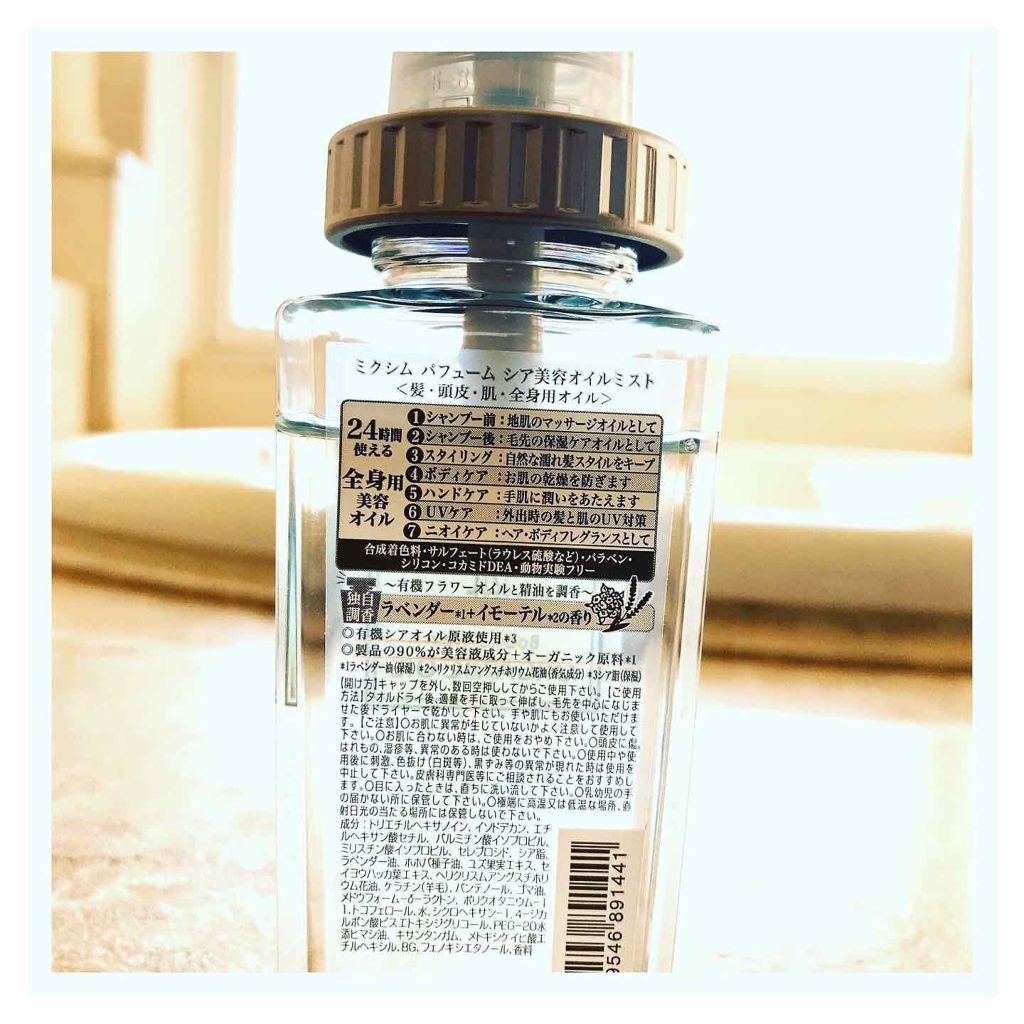 ミクシム パフューム シア美容オイルミスト
＜髪・頭皮・肌・全身用オイル＞
24時間
使える
全身用
美容
オイル
❶シャンプー前：地肌のマッサージオイルとして
❷シャンプー後：毛先の保湿ケアオイルとして
❸スタイリング：自然な濡れ髪スタイルをキープ
❹ボディケア：お肌の乾燥を防ぎます
❺ハンドケア：手肌に潤いをあたえます
❻UVケア：外出時の髪と肌のUV対策
❼ニオイケア：ヘア・ボディフレグランスとして
合成着色料・サルフェート(ラウレス硫酸など)・パラベン・
シリコン・コカミドDEA・動物実験フリー
～有機フラワーオイルと精油を調香～
独自
調香
ラベンダー*1+イモーテル*2の香り
◎有機シアオイル原液使用*3
◎製品の90%が美容液成分＋オーガニック原料*1
*1ラベンダー油(保湿) *2ヘリクリスムアングスチホリウム花油(香気成分) *3シア脂(保湿)
【開け方】キャップを外し、数回空押ししてからご使用下さい。【ご使用
方法】タオルドライ後、適量を手に取って伸ばし、毛先を中心になじま
せた後ドライヤーで乾かして下さい。手や肌にもお使いいただけま
す。【ご注意】〇お肌に異常が生じていないかよく注意して使用して
下さい。〇お肌に合わない時は、ご使用をおやめ下さい。〇頭皮に傷、
はれもの、湿疹等、異常のある時は使わないで下さい。〇使用中や使
用後に刺激、色抜け(白斑等)、黒ずみ等の異常が現れた時は使用を
中止して下さい。皮膚科専門医等にご相談されることをおすすめし
ます。〇目に入ったときは、直ちに洗い流して下さい。〇乳幼児の手
の届かない所に保管して下さい。〇極端に高温又は低温な場所、直
射日光の当たる場所には保管しないで下さい。
成分：トリエチルヘキサノイン、イソドデカン、エチ
ルヘキサン酸セチル、パルミチン酸イソプロピル、
ミリスチン酸イソプロピル、セレブロシド、シア脂、
ラベンダー油、ホホバ種子油、ユズ果実エキス、セ
イヨウハッカ葉エキス、ヘリクリスムアングスチホリ
ウム花油、ケラチン(羊毛)、パンテノール、ゴマ油、
メドウフォーム-δ-ラクトン、ポリクオタニウム-1
1、トコフェロール、水、シクロヘキサン-1，4-ジカ
ルボン酸ビスエトキシジグリコール、PEG-20水
添ヒマシ油、キサンタンガム、メトキシケイヒ酸エ
チルヘキシル、BG、フェノキシエタノール、香料
9546 891441